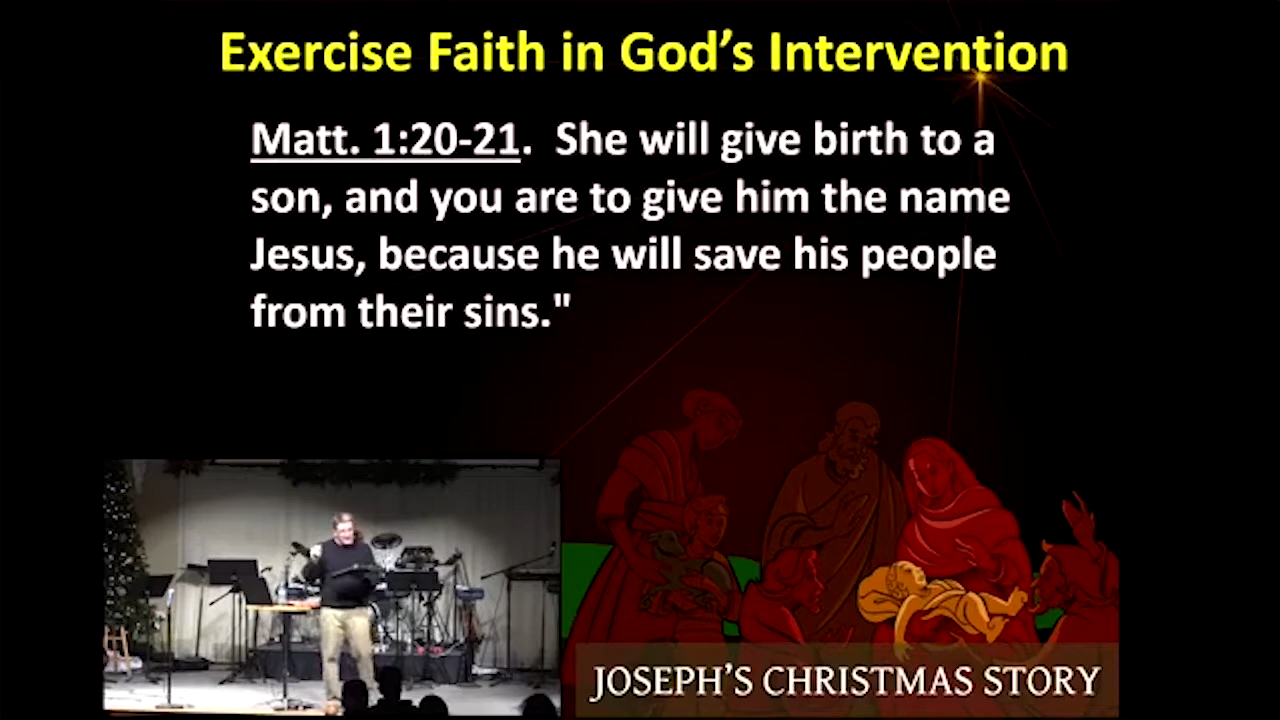 Exercise Faith in God’s Intervention
Matt. 1:20-21.  She will give birth to a
son, and you are to give him the name
Jesus, because he will save his people
from their sins."
JOSEPH’S CHRISTMAS STORY